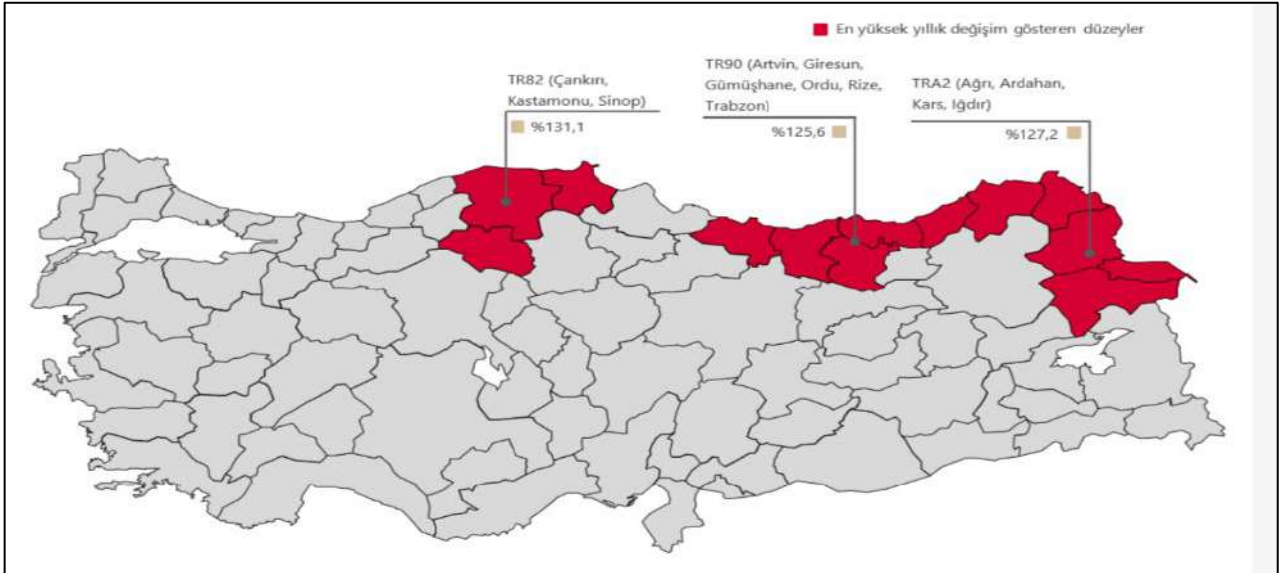 En yüksek yıllık değişim gösteren düzeyler
TR82 (Çankırı,
Kastamonu, Sinop)
%131,1
TR90 (Artvin, Giresun,
Gümüşhane, Ordu, Rize,
Trabzon)
%125,6
TRA2 (Ağrı, Ardahan,
Kars, Iğdır)
%127,2